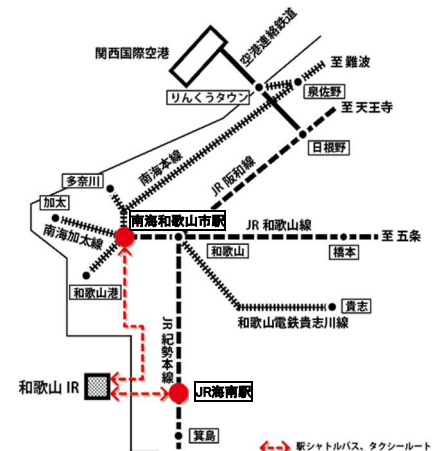 関西国際空港
空港連絡鉄道
至 難波
りんくうタウン
泉佐野
至 天王寺
日根野
南海本線
JR 阪和線
多奈川
加太
南海和歌山市駅
南海加太線
JR 和歌山線
至 五条
和歌山
橋本
和歌山港
貴志
和歌山電鉄貴志川線
JR 紀勢本線
和歌山 IR
JR海南駅
箕島
駅シャトルバス、タクシールート